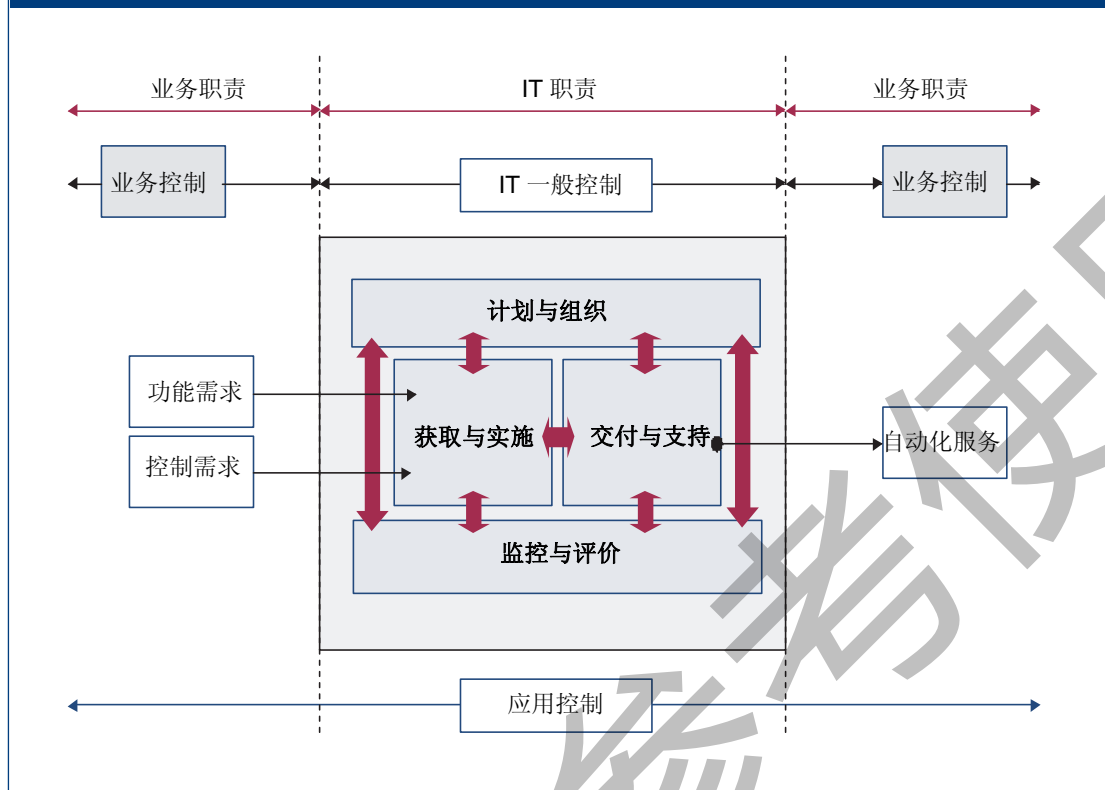 业务职责
IT 职责
业务职责
业务控制
IT 一般控制
业务控制
计划与组织
功能需求
控制需求
获取与实施
交付与支持
自动化服务
监控与评价
应用控制
参考使